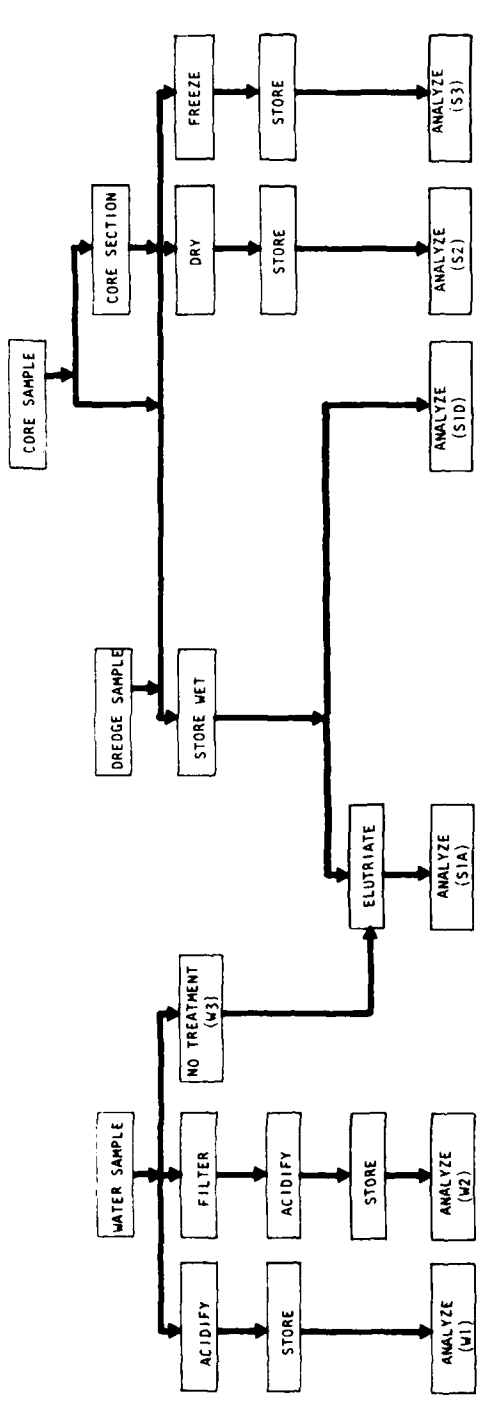 CORE SAMPLE
WATER SAMPLE
DREDGE SAMPLE
CORE SECTION
ACIDIFY
FILTER
NO TREATMENT
(W3)
STORE WET
DRY
FREEZE
STORE
ACIDIFY
STORE
STORE
STORE
ELUTRIATE
ANALYZE
(W1)
ANALYZE
(W2)
ANALYZE
(S1A)
ANALYZE
(S1D)
ANALYZE
(S2)
ANALYZE
(S3)